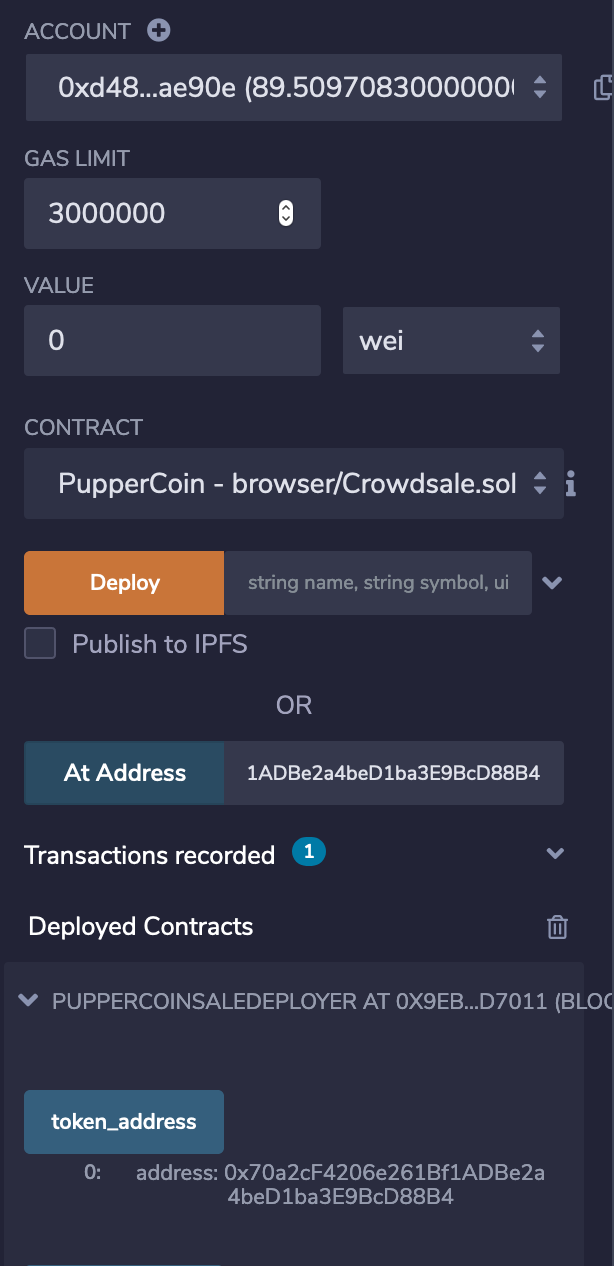 ACCOUNT
0xd48...ae90e (89.50970830000000
GAS LIMIT
3000000
VALUE
0 wei
CONTRACT
PupperCoin - browser/Crowdsale.sol
Deploy string name, string symbol, ui
Publish to IPFS
OR
At Address 1ADBe2a4beD1ba3E9BcD88B4
Transactions recorded 1
Deployed Contracts
PUPPERCOINSALEDEPLOYER AT 0X9EB...D7011 (BLOC
token_address
0: address: 0x70a2cF4206e261Bf1ADBe2a
4beD1ba3E9BcD88B4